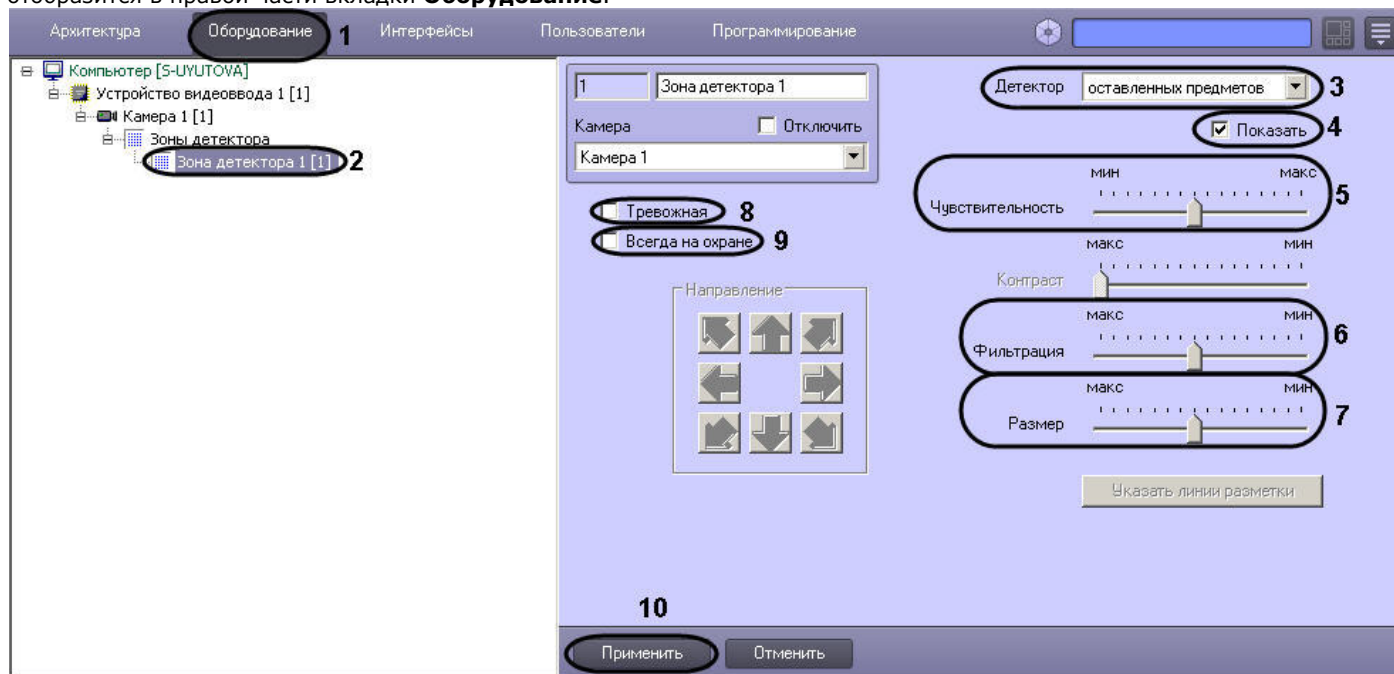 отобразится в правой части вкладки Оборудование.
Архитектура Оборудование 1 Интерфейсы Пользователи Программирование
Компьютер [S-UYUTOVA]
Устройство видеоввода 1 [1]
Камера 1 [1]
Зоны детектора
Зона детектора 1 [1] 2
1 Зона детектора 1
Камера Отключить
Камера 1
Тревожная 8
Всегда на охране 9
Направление
Детектор оставленных предметов 3
Показать 4
мин макс
Чувствительность 5
макс мин
Контраст
макс мин
Фильтрация 6
макс мин
Размер 7
Указать линии разметки
10
Применить Отменить